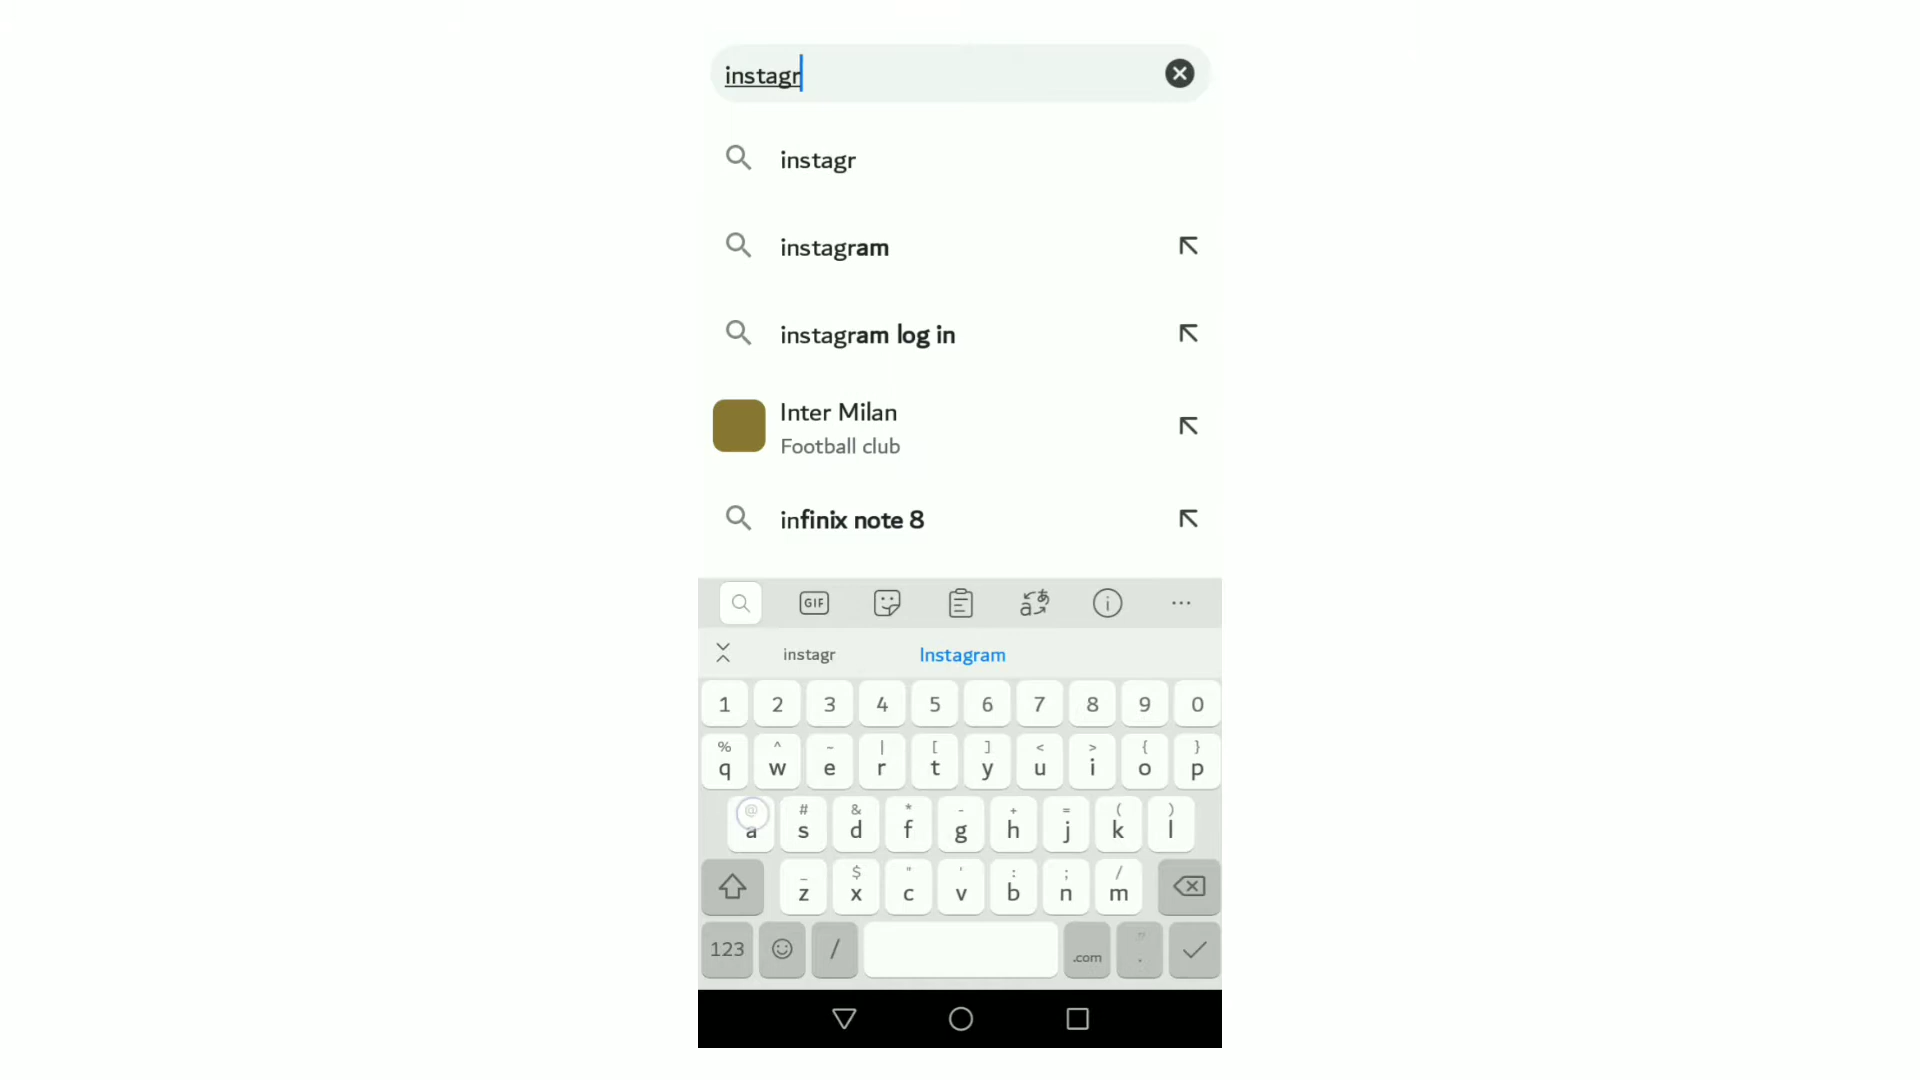 instagr
instagr
instagram
instagram log in
Inter Milan
Football club
infinix note 8
GIF
instagr Instagram
1 2 3 4 5 6 7 8 9 0
% ^ ~ | [ ] < > { }
q w e r t y u i o p
@ # & * - + = ( )
a s d f g h j k l
_ $ " ' : ; /
z x c v b n m
123 / .com .